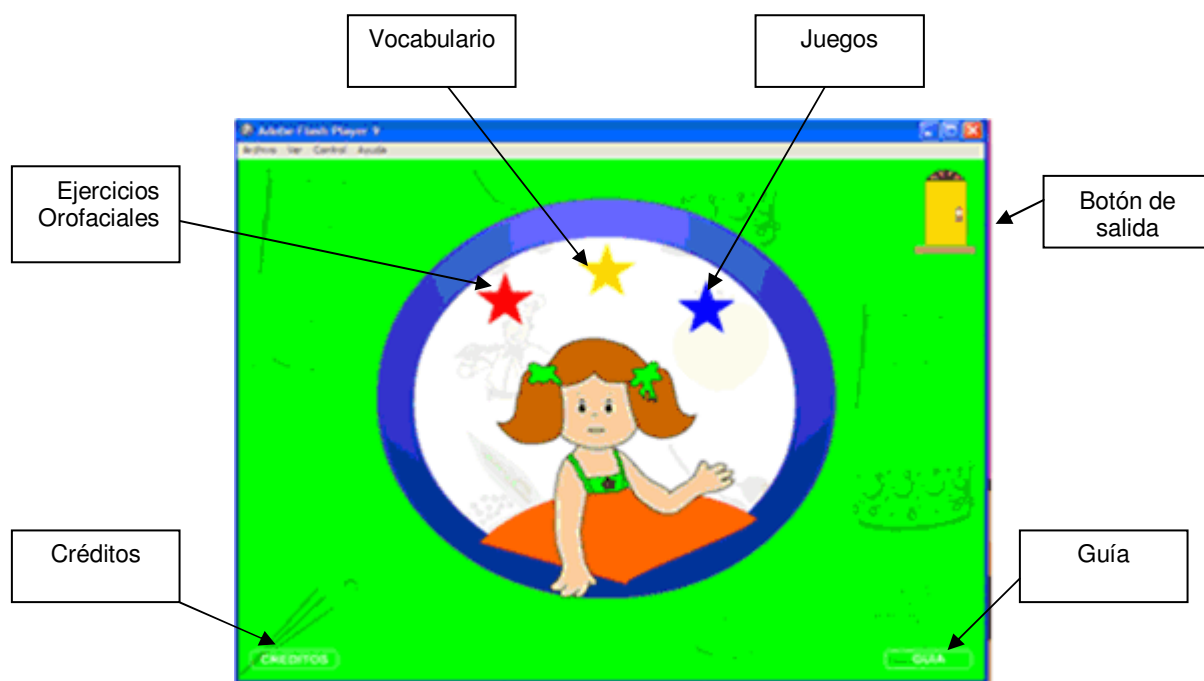 Vocabulario
Juegos
Adobe Flash Player 9
Archivo Ver Control Ayuda
Ejercicios
Orofaciales
Botón de
salida
Créditos
Guía
CREDITOS
GUIA